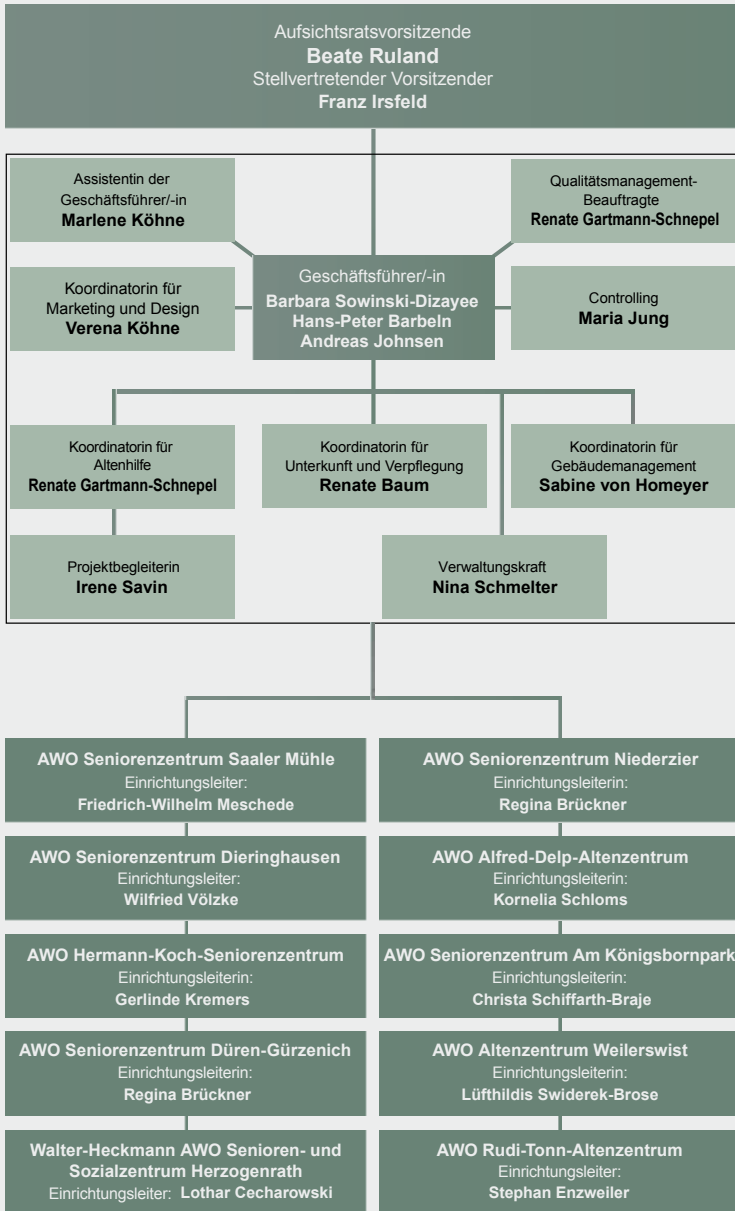 Aufsichtsratsvorsitzende
Beate Ruland
Stellvertretender Vorsitzender
Franz Irsfeld
Assistentin der
Geschäftsführer/-in
Marlene Köhne
Qualitätsmanagement-
Beauftragte
Renate Gartmann-Schnepel
Koordinatorin für
Marketing und Design
Verena Köhne
Geschäftsführer/-in
Barbara Sowinski-Dizayee
Hans-Peter Barbeln
Andreas Johnsen
Controlling
Maria Jung
Koordinatorin für
Altenhilfe
Renate Gartmann-Schnepel
Koordinatorin für
Unterkunft und Verpflegung
Renate Baum
Koordinatorin für
Gebäudemanagement
Sabine von Homeyer
Projektbegleiterin
Irene Savin
Verwaltungskraft
Nina Schmelter
AWO Seniorenzentrum Saaler Mühle
Einrichtungsleiter:
Friedrich-Wilhelm Meschede
AWO Seniorenzentrum Niederzier
Einrichtungsleiterin:
Regina Brückner
AWO Seniorenzentrum Dieringhausen
Einrichtungsleiter:
Wilfried Völzke
AWO Alfred-Delp-Altenzentrum
Einrichtungsleiterin:
Kornelia Schloms
AWO Hermann-Koch-Seniorenzentrum
Einrichtungsleiterin:
Gerlinde Kremers
AWO Seniorenzentrum Am Königsbornpark
Einrichtungsleiterin:
Christa Schiffarth-Braje
AWO Seniorenzentrum Düren-Gürzenich
Einrichtungsleiterin:
Regina Brückner
AWO Altenzentrum Weilerswist
Einrichtungsleiterin:
Lüfthildis Swiderek-Brose
Walter-Heckmann AWO Senioren- und
Sozialzentrum Herzogenrath
Einrichtungsleiter: Lothar Cecharowski
AWO Rudi-Tonn-Altenzentrum
Einrichtungsleiter:
Stephan Enzweiler